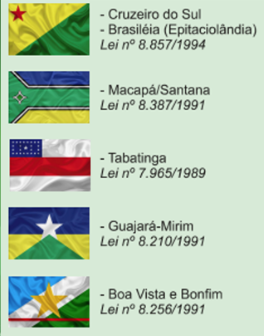 - Cruzeiro do Sul
- Brasiléia (Epitaciolândia)
Lei nº 8.857/1994
- Macapá/Santana
Lei nº 8.387/1991
- Tabatinga
Lei nº 7.965/1989
- Guajará-Mirim
Lei nº 8.210/1991
- Boa Vista e Bonfim
Lei nº 8.256/1991